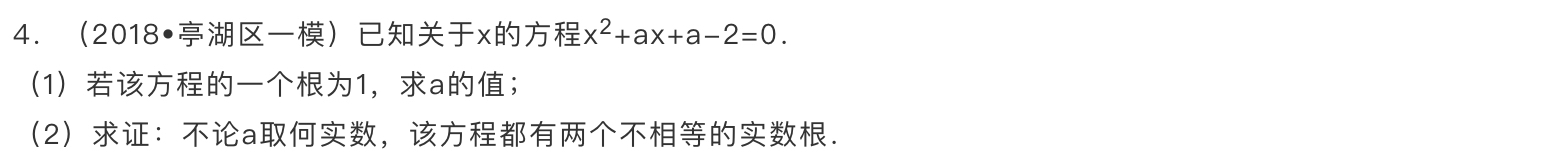 4. （2018•亭湖区一模）已知关于x的方程x²+ax+a−2=0.
（1）若该方程的一个根为1，求a的值；
（2）求证：不论a取何实数，该方程都有两个不相等的实数根.